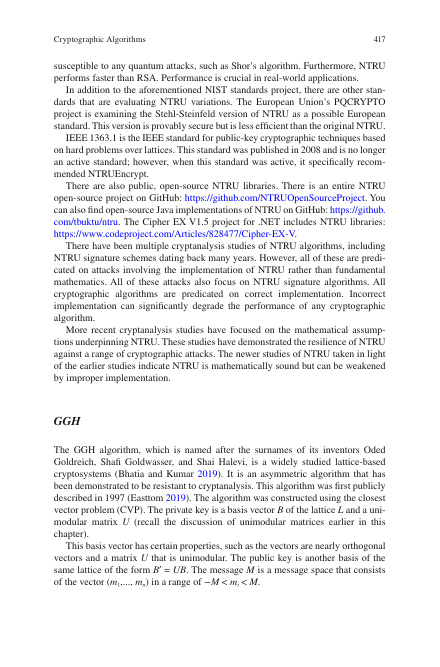 Cryptographic Algorithms 417
susceptible to any quantum attacks, such as Shor's algorithm. Furthermore, NTRU
performs faster than RSA. Performance is crucial in real-world applications.
In addition to the aforementioned NIST standards project, there are other stan-
dards that are evaluating NTRU variations. The European Union's PQCRYPTO
project is examining the Stehl-Steinfeld version of NTRU as a possible European
standard. This version is provably secure but is less efficient than the original NTRU.
IEEE 1363.1 is the IEEE standard for public-key cryptographic techniques based
on hard problems over lattices. This standard was published in 2008 and is no longer
an active standard; however, when this standard was active, it specifically recom-
mended NTRUEncrypt.
There are also public, open-source NTRU libraries. There is an entire NTRU
open-source project on GitHub: https://github.com/NTRUOpenSourceProject. You
can also find open-source Java implementations of NTRU on GitHub: https://github.
com/tbuktu/ntru. The Cipher EX V1.5 project for .NET includes NTRU libraries:
https://www.codeproject.com/Articles/828477/Cipher-EX-V.
There have been multiple cryptanalysis studies of NTRU algorithms, including
NTRU signature schemes dating back many years. However, all of these are predi-
cated on attacks involving the implementation of NTRU rather than fundamental
mathematics. All of these attacks also focus on NTRU signature algorithms. All
cryptographic algorithms are predicated on correct implementation. Incorrect
implementation can significantly degrade the performance of any cryptographic
algorithm.
More recent cryptanalysis studies have focused on the mathematical assump-
tions underpinning NTRU. These studies have demonstrated the resilience of NTRU
against a range of cryptographic attacks. The newer studies of NTRU taken in light
of the earlier studies indicate NTRU is mathematically sound but can be weakened
by improper implementation.
GGH
The GGH algorithm, which is named after the surnames of its inventors Oded
Goldreich, Shafi Goldwasser, and Shai Halevi, is a widely studied lattice-based
cryptosystems (Bhatia and Kumar 2019). It is an asymmetric algorithm that has
been demonstrated to be resistant to cryptanalysis. This algorithm was first publicly
described in 1997 (Easttom 2019). The algorithm was constructed using the closest
vector problem (CVP). The private key is a basis vector B of the lattice L and a uni-
modular matrix U (recall the discussion of unimodular matrices earlier in this
chapter).
This basis vector has certain properties, such as the vectors are nearly orthogonal
vectors and a matrix U that is unimodular. The public key is another basis of the
same lattice of the form B′ = UB. The message M is a message space that consists
of the vector (m₁,..., mₙ) in a range of −M < mᵢ < M.